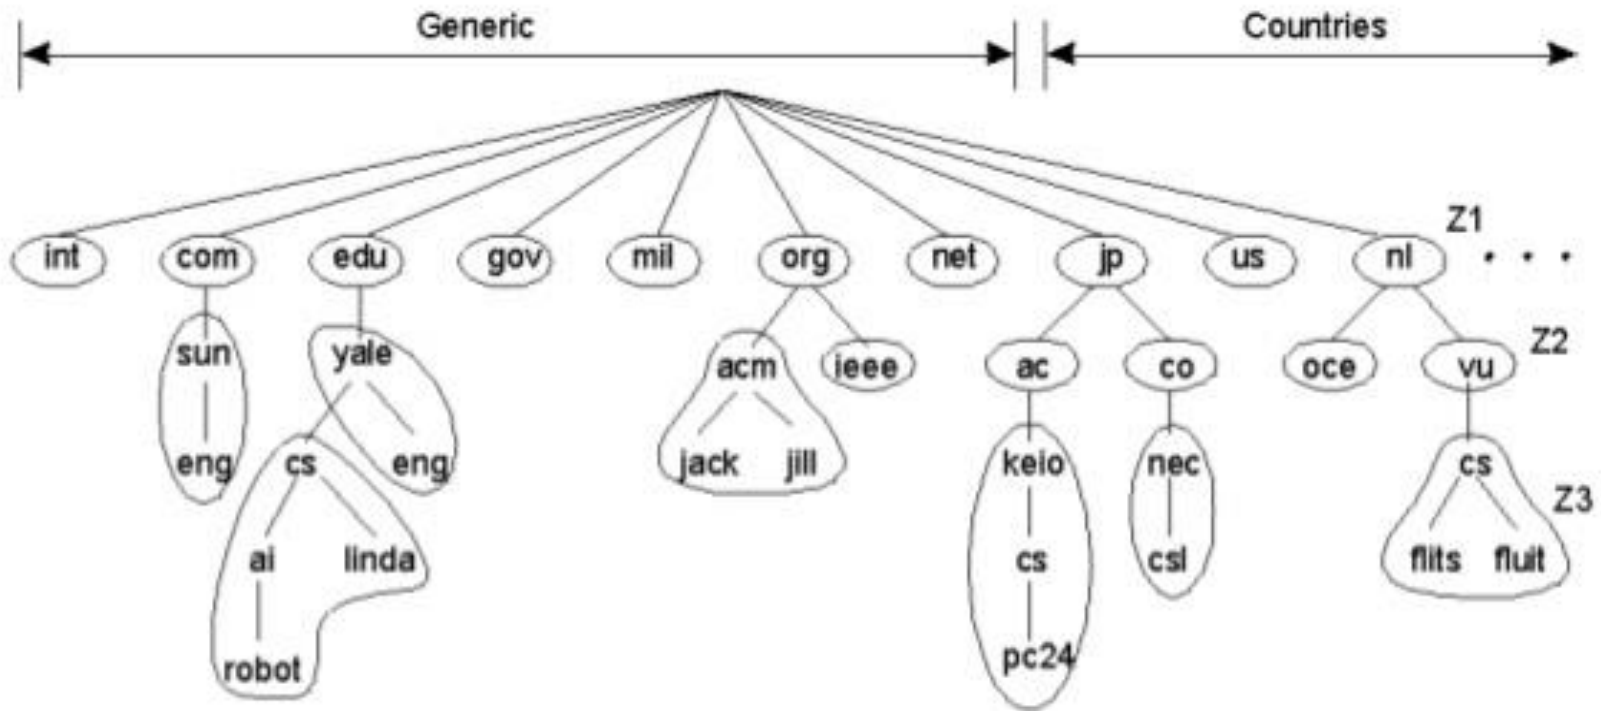 Generic Countries
Z1
int com edu gov mil org net jp us nl . . .
sun yale acm ieee ac co oce vu Z2
eng cs eng jack jill keio nec cs
Z3
ai linda cs csl flits fluit
robot pc24